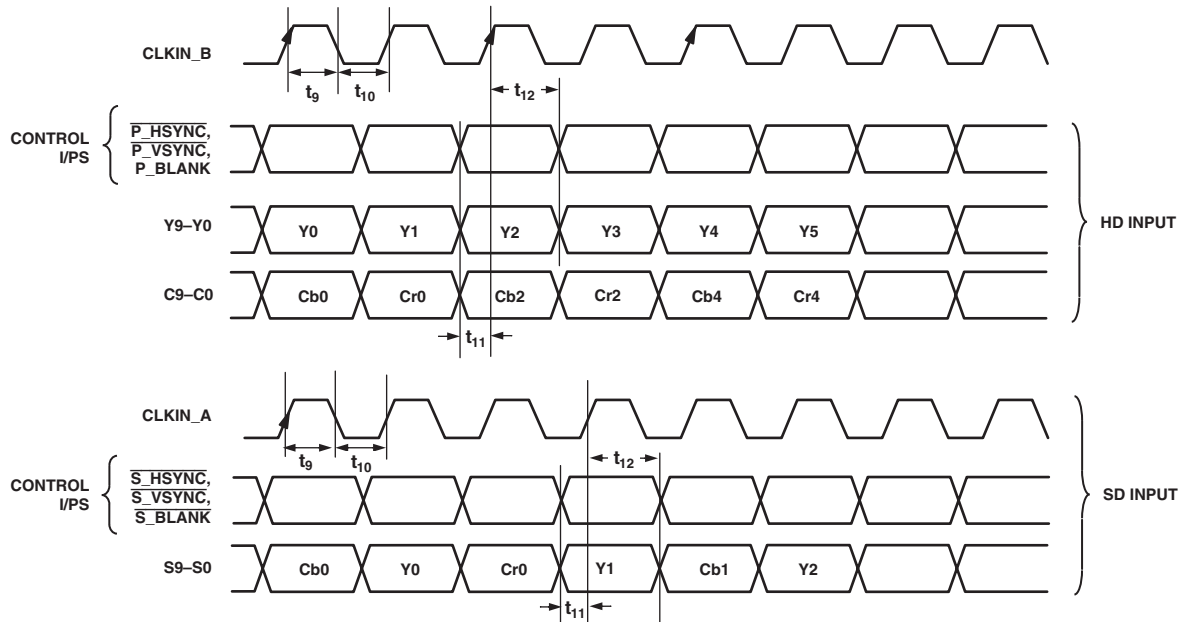 CLKIN_B
t9 t10 t12
CONTROL I/PS
P_HSYNC,
P_VSYNC,
P_BLANK
Y9–Y0 Y0 Y1 Y2 Y3 Y4 Y5
HD INPUT
C9–C0 Cb0 Cr0 Cb2 Cr2 Cb4 Cr4
t11
CLKIN_A
t9 t10 t12
CONTROL I/PS
S_HSYNC,
S_VSYNC,
S_BLANK
SD INPUT
S9–S0 Cb0 Y0 Cr0 Y1 Cb1 Y2
t11